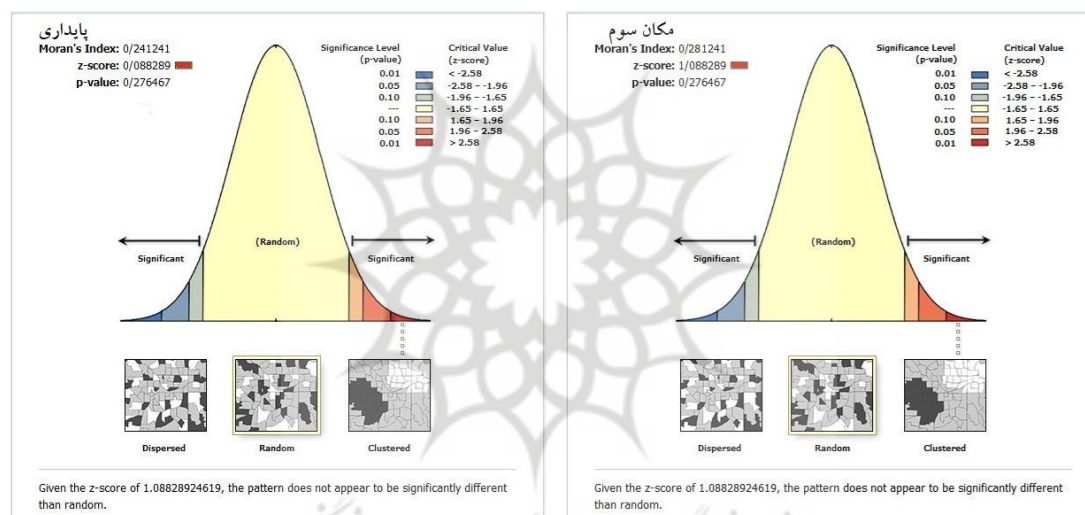 پایداری
Moran's Index: 0/241241
z-score: 0/088289
p-value: 0/276467
Significance Level
(p-value)
Critical Value
(z-score)
0.01 < -2.58
0.05 -2.58 – -1.96
0.10 -1.96 – -1.65
--- -1.65 – 1.65
0.10 1.65 – 1.96
0.05 1.96 – 2.58
0.01 > 2.58
(Random)
Significant Significant
Dispersed Random Clustered
Given the z-score of 1.08828924619, the pattern does not appear to be significantly different
than random.
مکان سوم
Moran's Index: 0/281241
z-score: 1/088289
p-value: 0/276467
Significance Level
(p-value)
Critical Value
(z-score)
0.01 < -2.58
0.05 -2.58 – -1.96
0.10 -1.96 – -1.65
--- -1.65 – 1.65
0.10 1.65 – 1.96
0.05 1.96 – 2.58
0.01 > 2.58
(Random)
Significant Significant
Dispersed Random Clustered
Given the z-score of 1.08828924619, the pattern does not appear to be significantly different
than random.